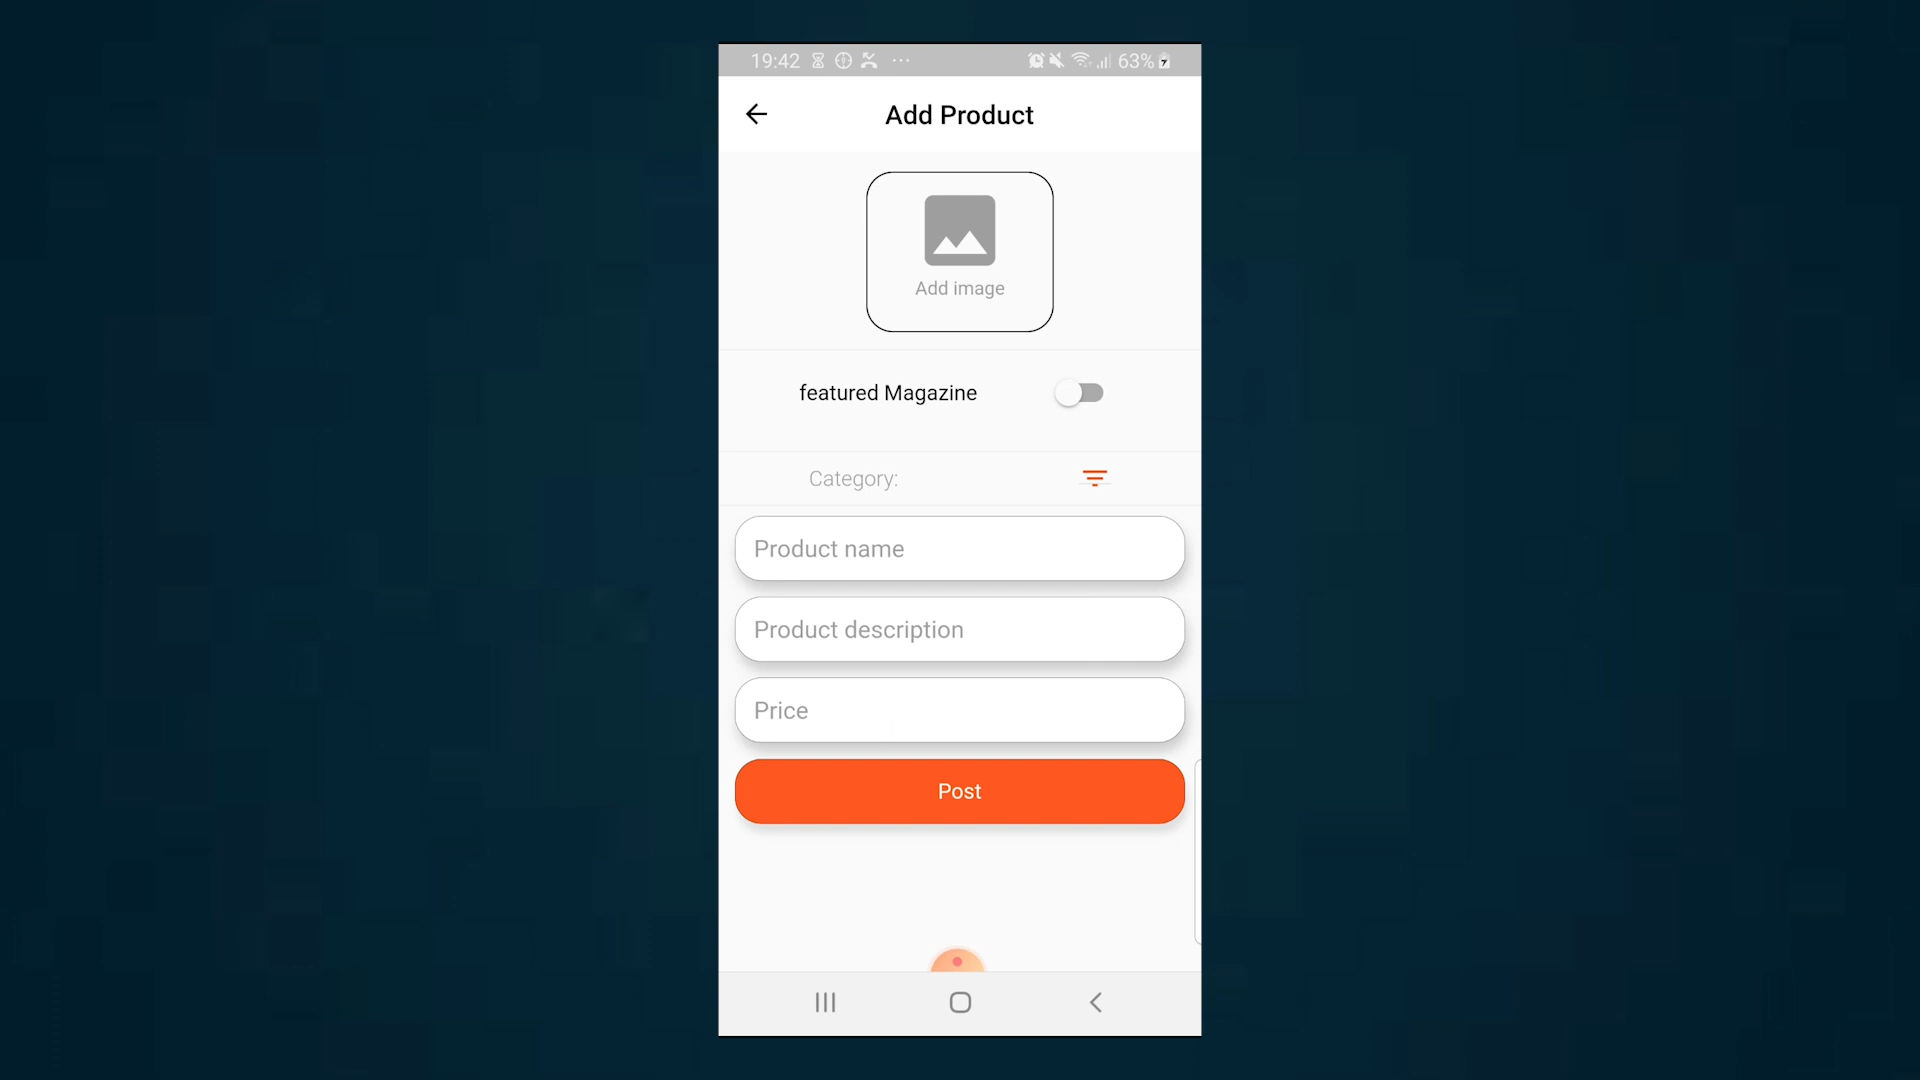 19:42 63%
Add Product
Add image
featured Magazine
Category:
Product name
Product description
Price
Post